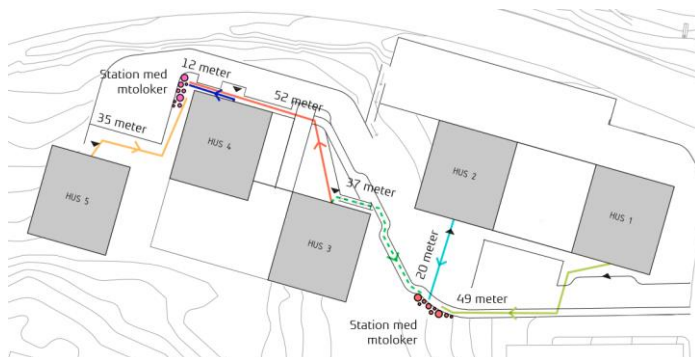 12 meter
Station med
mtoloker
52 meter
35 meter
HUS 4
HUS 2
37 meter
HUS 5
HUS 1
HUS 3
20 meter
49 meter
Station med
mtoloker